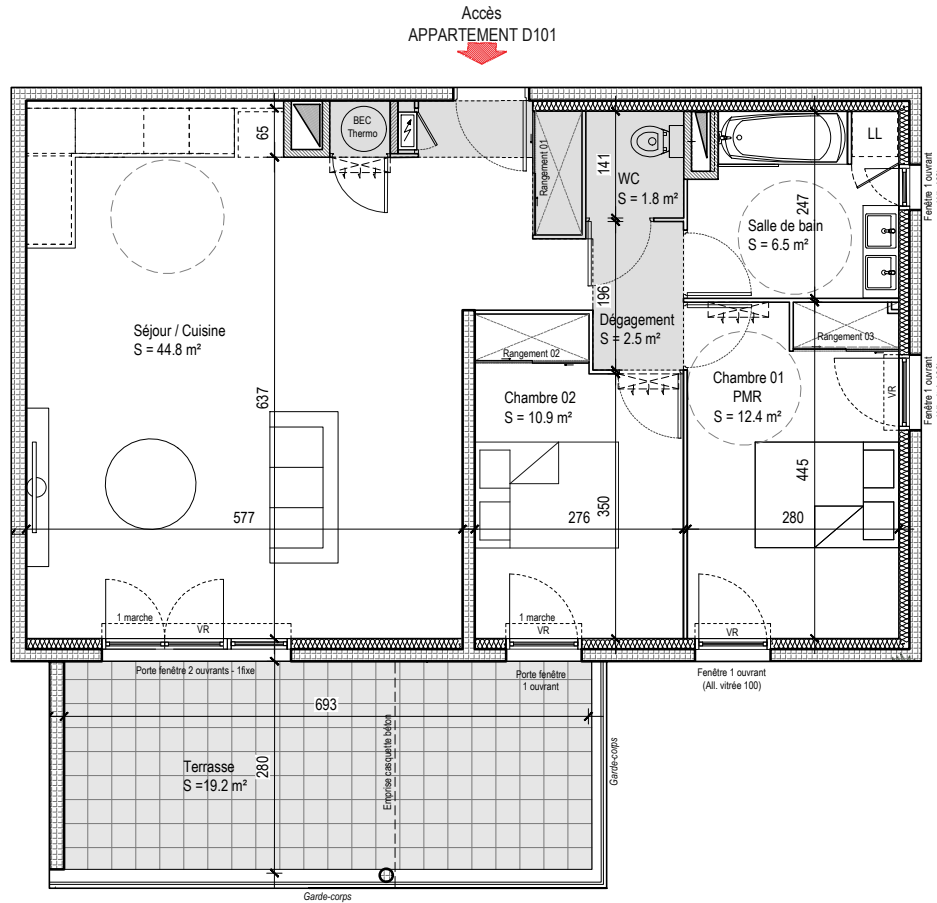 Accès
APPARTEMENT D101
BEC
Thermo
65
Rangement 01
141
WC
S = 1.8 m²
LL
247
Salle de bain
S = 6.5 m²
Fenêtre 1 ouvrant
196
Dégagement
S = 2.5 m²
Séjour / Cuisine
S = 44.8 m²
637
Rangement 02
Rangement 03
Chambre 02
S = 10.9 m²
Chambre 01
PMR
S = 12.4 m²
VR
Fenêtre 1 ouvrant
577
276
350
445
280
1 marche
VR
1 marche
VR
VR
Porte fenêtre 2 ouvrants - 1fixe
Porte fenêtre
1 ouvrant
Fenêtre 1 ouvrant
(All. vitrée 100)
693
Emprise casquette béton
Terrasse
S =19.2 m²
280
Garde-corps
Garde-corps